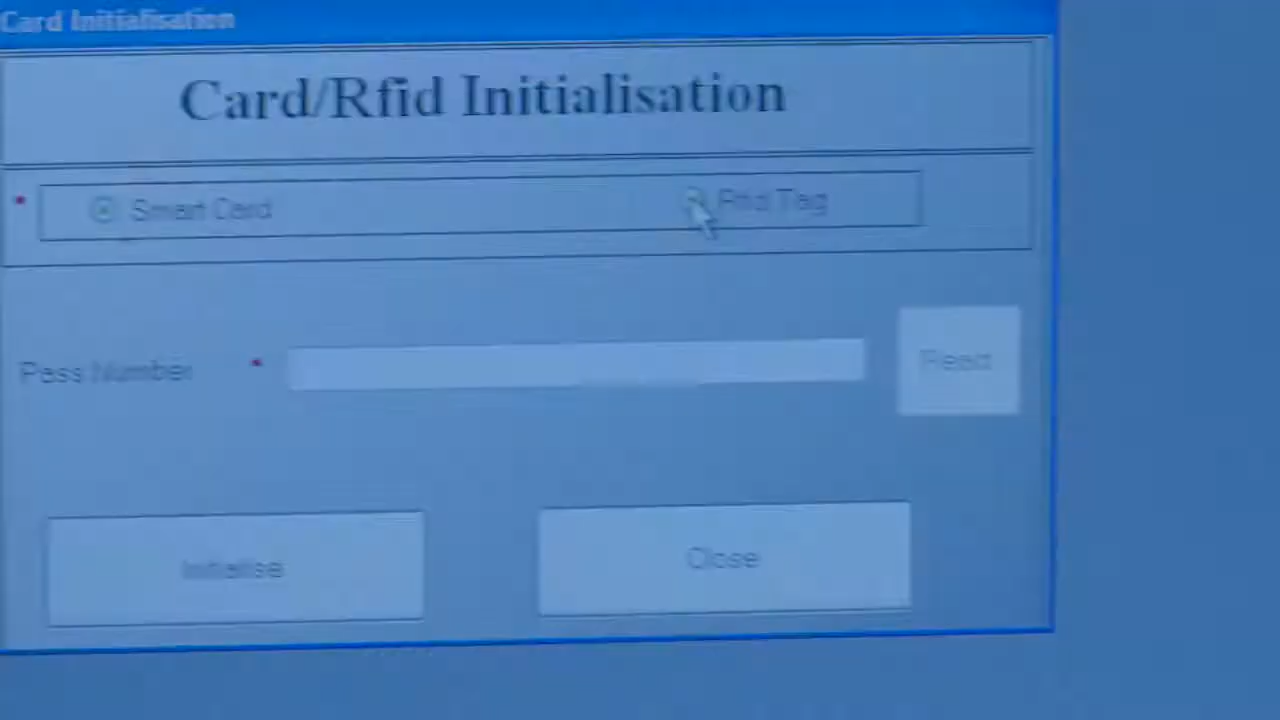 Card Initialisation
Card/Rfid Initialisation
* Smart Card Rfid Tag
Pass Number * Read
Initialise Close